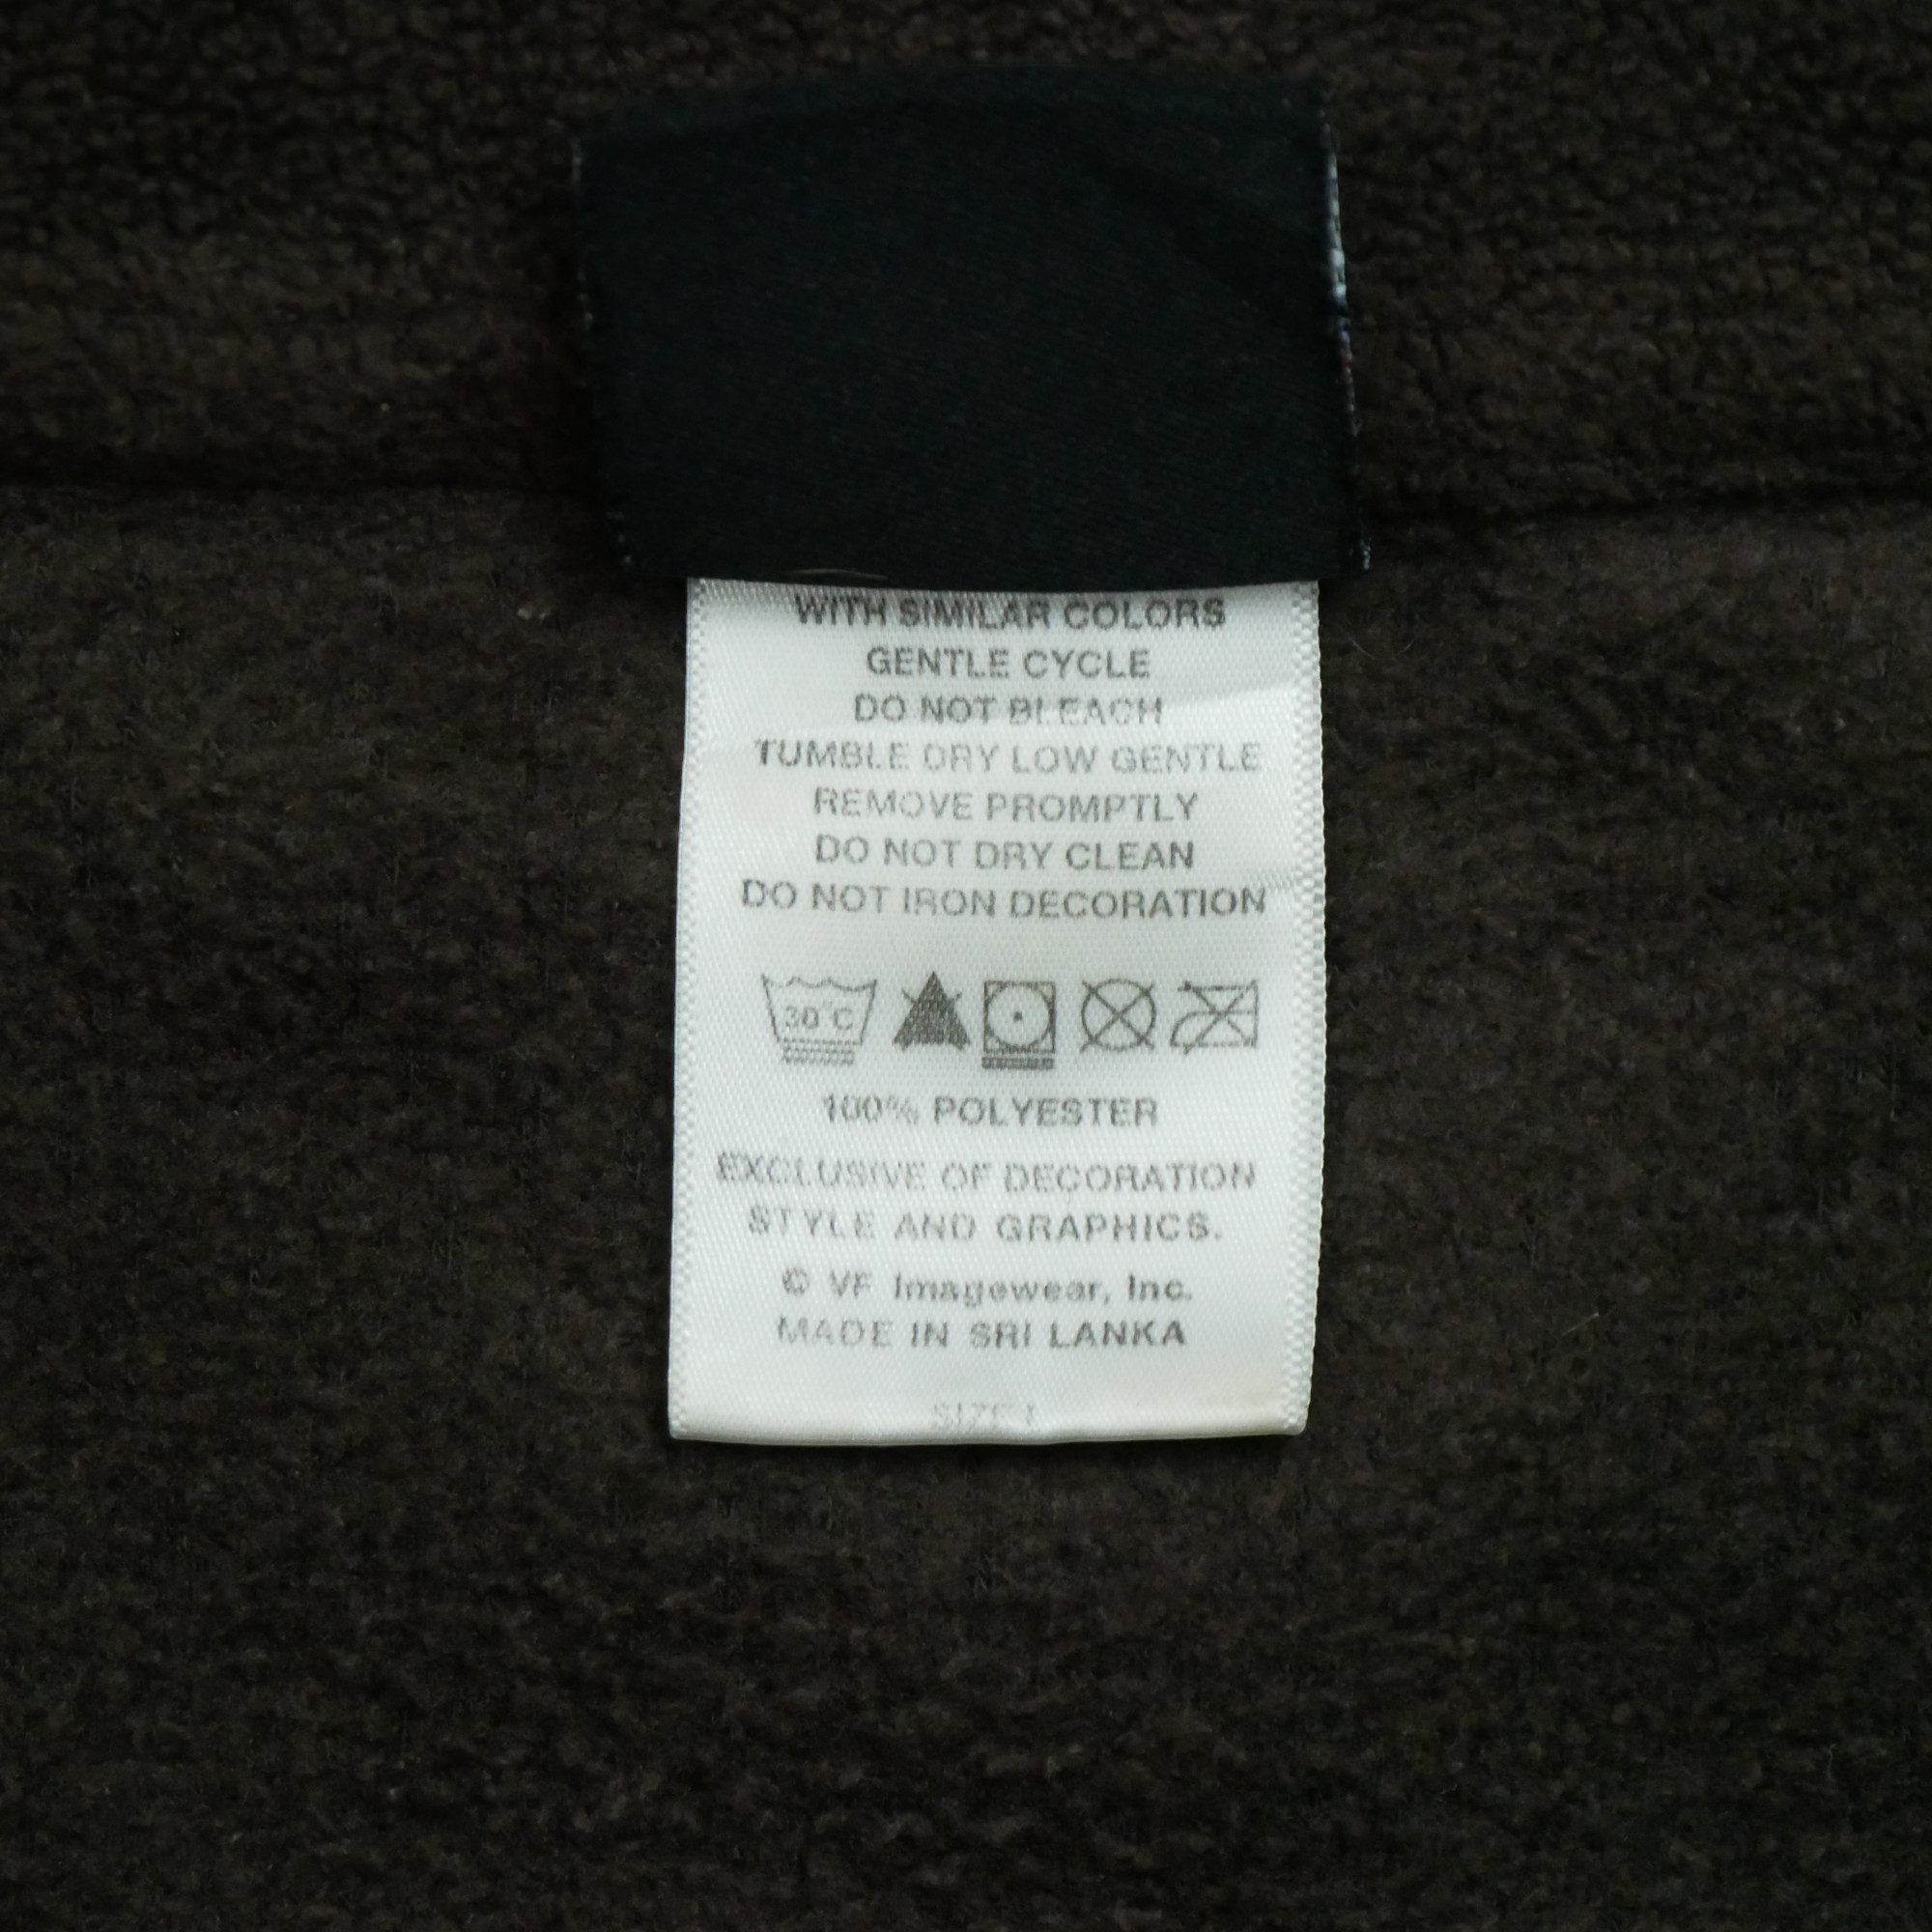 WITH SIMILAR COLORS
GENTLE CYCLE
DO NOT BLEACH
TUMBLE DRY LOW GENTLE
REMOVE PROMPTLY
DO NOT DRY CLEAN
DO NOT IRON DECORATION
30°C
100% POLYESTER
EXCLUSIVE OF DECORATION
STYLE AND GRAPHICS.
© VF Imagewear, Inc.
MADE IN SRI LANKA
SIZE